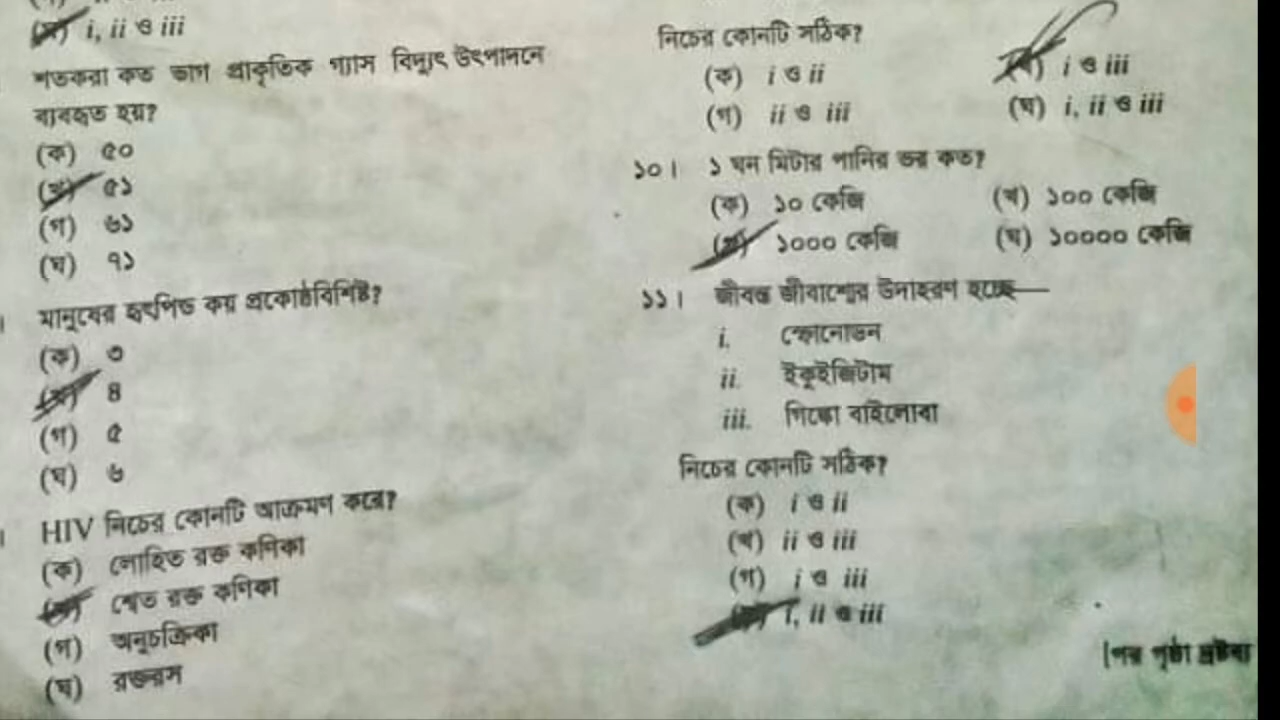 i, ii ও iii
শতকরা কত ভাগ প্রাকৃতিক গ্যাস বিদ্যুৎ উৎপাদনে
ব্যবহৃত হয়?
(ক) ৫০
(খ) ৫১
(গ) ৬১
(ঘ) ৭১
মানুষের হৃৎপিন্ড কয় প্রকোষ্ঠবিশিষ্ট?
(ক) ৩
(খ) ৪
(গ) ৫
(ঘ) ৬
HIV নিচের কোনটি আক্রমণ করে?
(ক) লোহিত রক্ত কণিকা
(খ) শ্বেত রক্ত কণিকা
(গ) অনুচক্রিকা
(ঘ) রক্তরস
নিচের কোনটি সঠিক?
(ক) i ও ii
(খ) i ও iii
(গ) ii ও iii
(ঘ) i, ii ও iii
১০। ১ ঘন মিটার পানির ভর কত?
(ক) ১০ কেজি
(খ) ১০০ কেজি
(গ) ১০০০ কেজি
(ঘ) ১০০০০ কেজি
১১। জীবন্ত জীবাশ্মের উদাহরণ হচ্ছে—
i. স্ফোনোডন
ii. ইকুইজিটাম
iii. গিঙ্কো বাইলোবা
নিচের কোনটি সঠিক?
(ক) i ও ii
(খ) ii ও iii
(গ) i ও iii
i, ii ও iii
[পর পৃষ্ঠা দ্রষ্টব্য